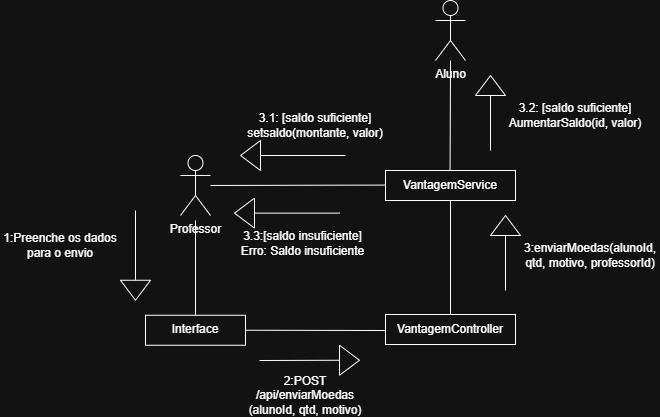 Aluno
3.1: [saldo suficiente]
setsaldo(montante, valor)
3.2: [saldo suficiente]
AumentarSaldo(id, valor)
VantagemService
Professor
3.3:[saldo insuficiente]
Erro: Saldo insuficiente
1:Preenche os dados
para o envio
3:enviarMoedas(alunoId,
qtd, motivo, professorId)
Interface
VantagemController
2:POST
/api/enviarMoedas
(alunoId, qtd, motivo)